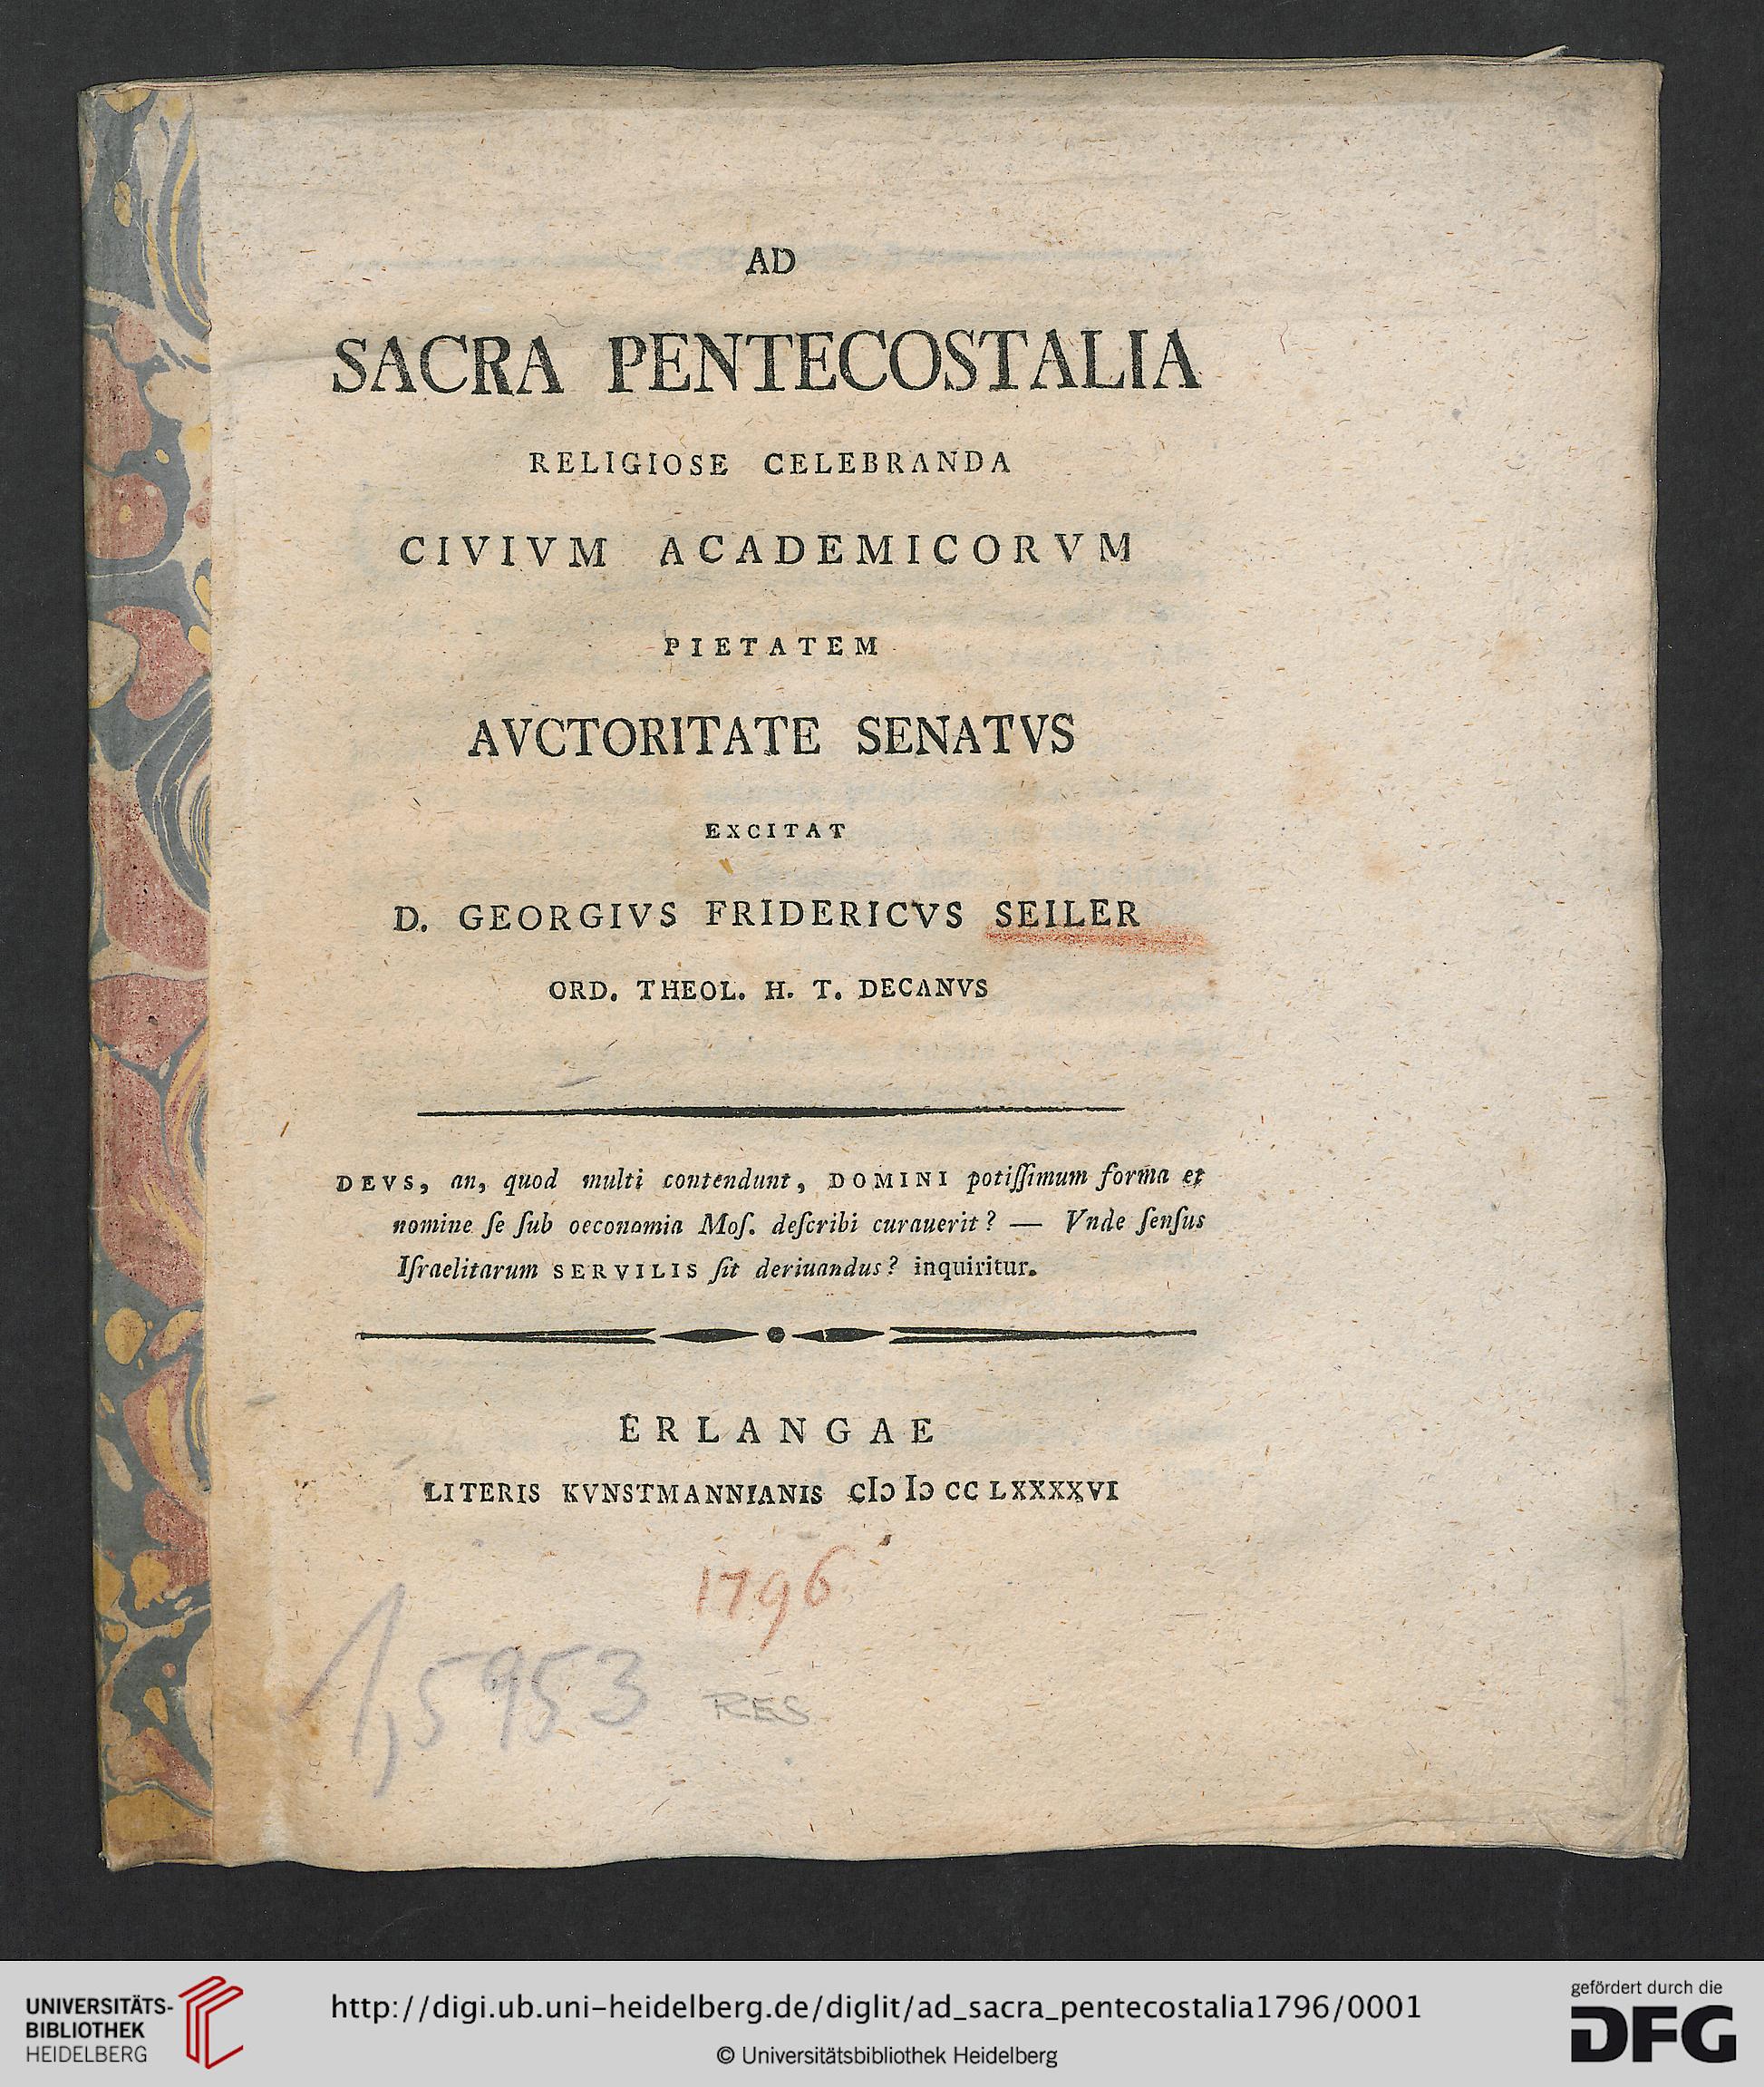 AD
SACRA PENTECOSTALIA
RELIGIOSE CELEBRANDA
CIVIVM ACADEMICORVM
PIETATEM
AVCTORITATE SENATVS
EXCITAT
D. GEORGIVS FRIDERICVS SEILER
ORD. THEOL. H. T. DECANVS
DEVS, an, quod multi contendunt, DOMINI potiſſimum forma et
nomine ſe ſub oeconomia Moſ. deſcribi curauerit? — Vnde ſenſus
Iſraelitarum SERVILIS ſit deriuandus? inquiritur.
ERLANGAE
LITERIS KVNSTMANNIANIS cIↄ Iↄ CC LXXXXVI
1796
1,5953 RES
UNIVERSITÄTS-
BIBLIOTHEK
HEIDELBERG
http://digi.ub.uni-heidelberg.de/diglit/ad_sacra_pentecostalia1796/0001
© Universitätsbibliothek Heidelberg
gefördert durch die
DFG